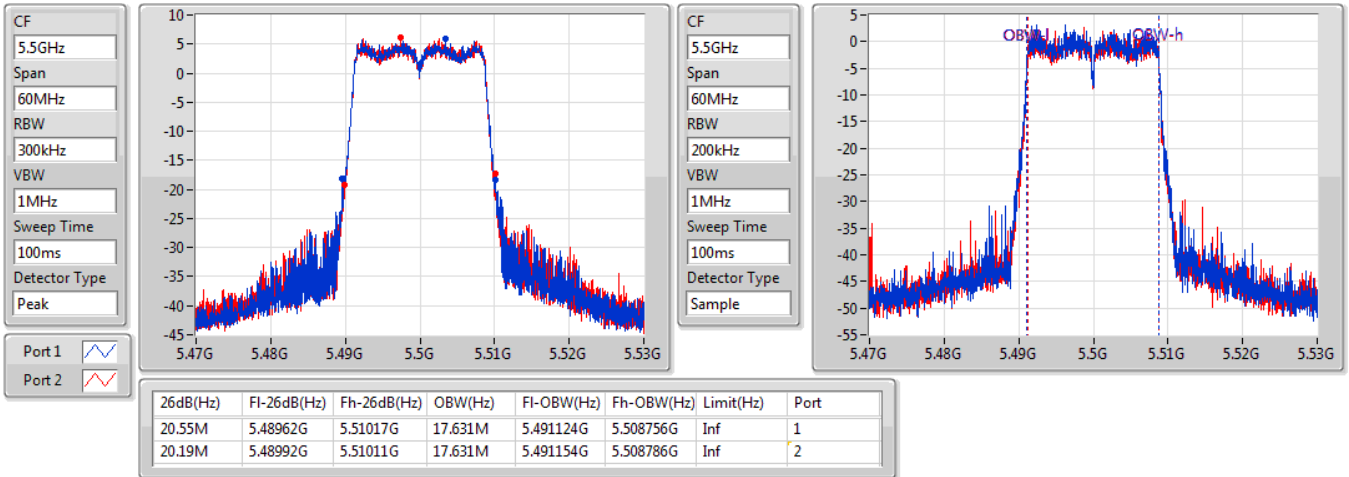 CF
5.5GHz
Span
60MHz
RBW
300kHz
VBW
1MHz
Sweep Time
100ms
Detector Type
Peak
Port 1
Port 2
10
5
0
-5
-10
-15
-20
-25
-30
-35
-40
-45
5.47G 5.48G 5.49G 5.5G 5.51G 5.52G 5.53G
CF
5.5GHz
Span
60MHz
RBW
200kHz
VBW
1MHz
Sweep Time
100ms
Detector Type
Sample
5
0
-5
-10
-15
-20
-25
-30
-35
-40
-45
-50
-55
OBW-l OBW-h
5.47G 5.48G 5.49G 5.5G 5.51G 5.52G 5.53G
26dB(Hz) Fl-26dB(Hz) Fh-26dB(Hz) OBW(Hz) Fl-OBW(Hz) Fh-OBW(Hz) Limit(Hz) Port
20.55M 5.48962G 5.51017G 17.631M 5.491124G 5.508756G Inf 1
20.19M 5.48992G 5.51011G 17.631M 5.491154G 5.508786G Inf 2